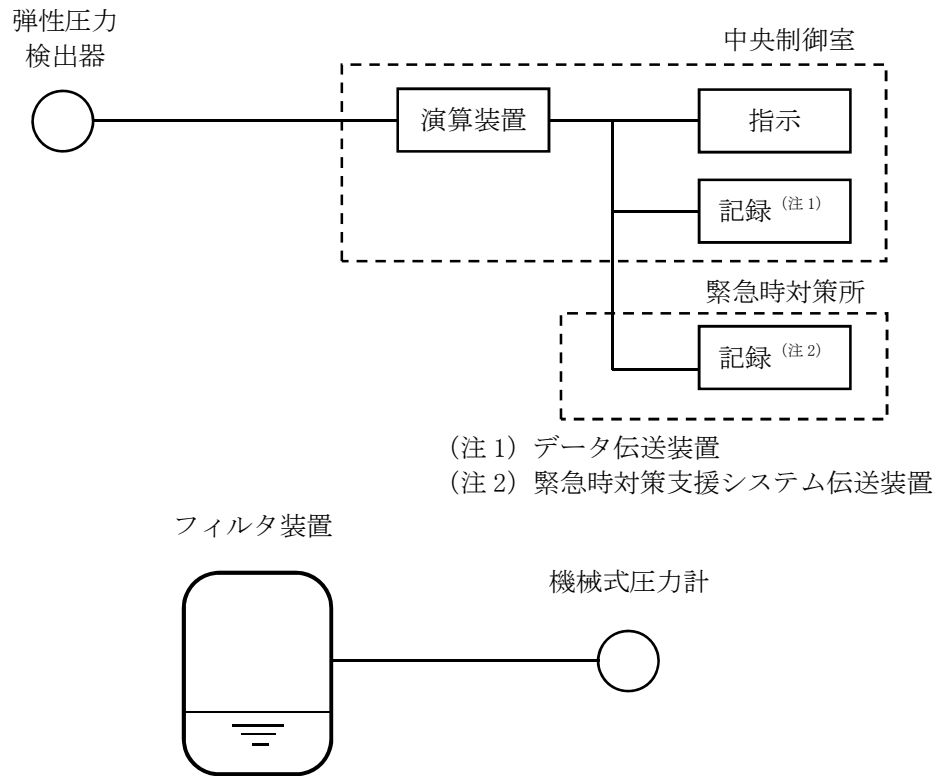 弾性圧力
検出器
中央制御室
演算装置
指示
記録（注1）
緊急時対策所
記録（注2）
（注1）データ伝送装置
（注2）緊急時対策支援システム伝送装置
フィルタ装置
機械式圧力計